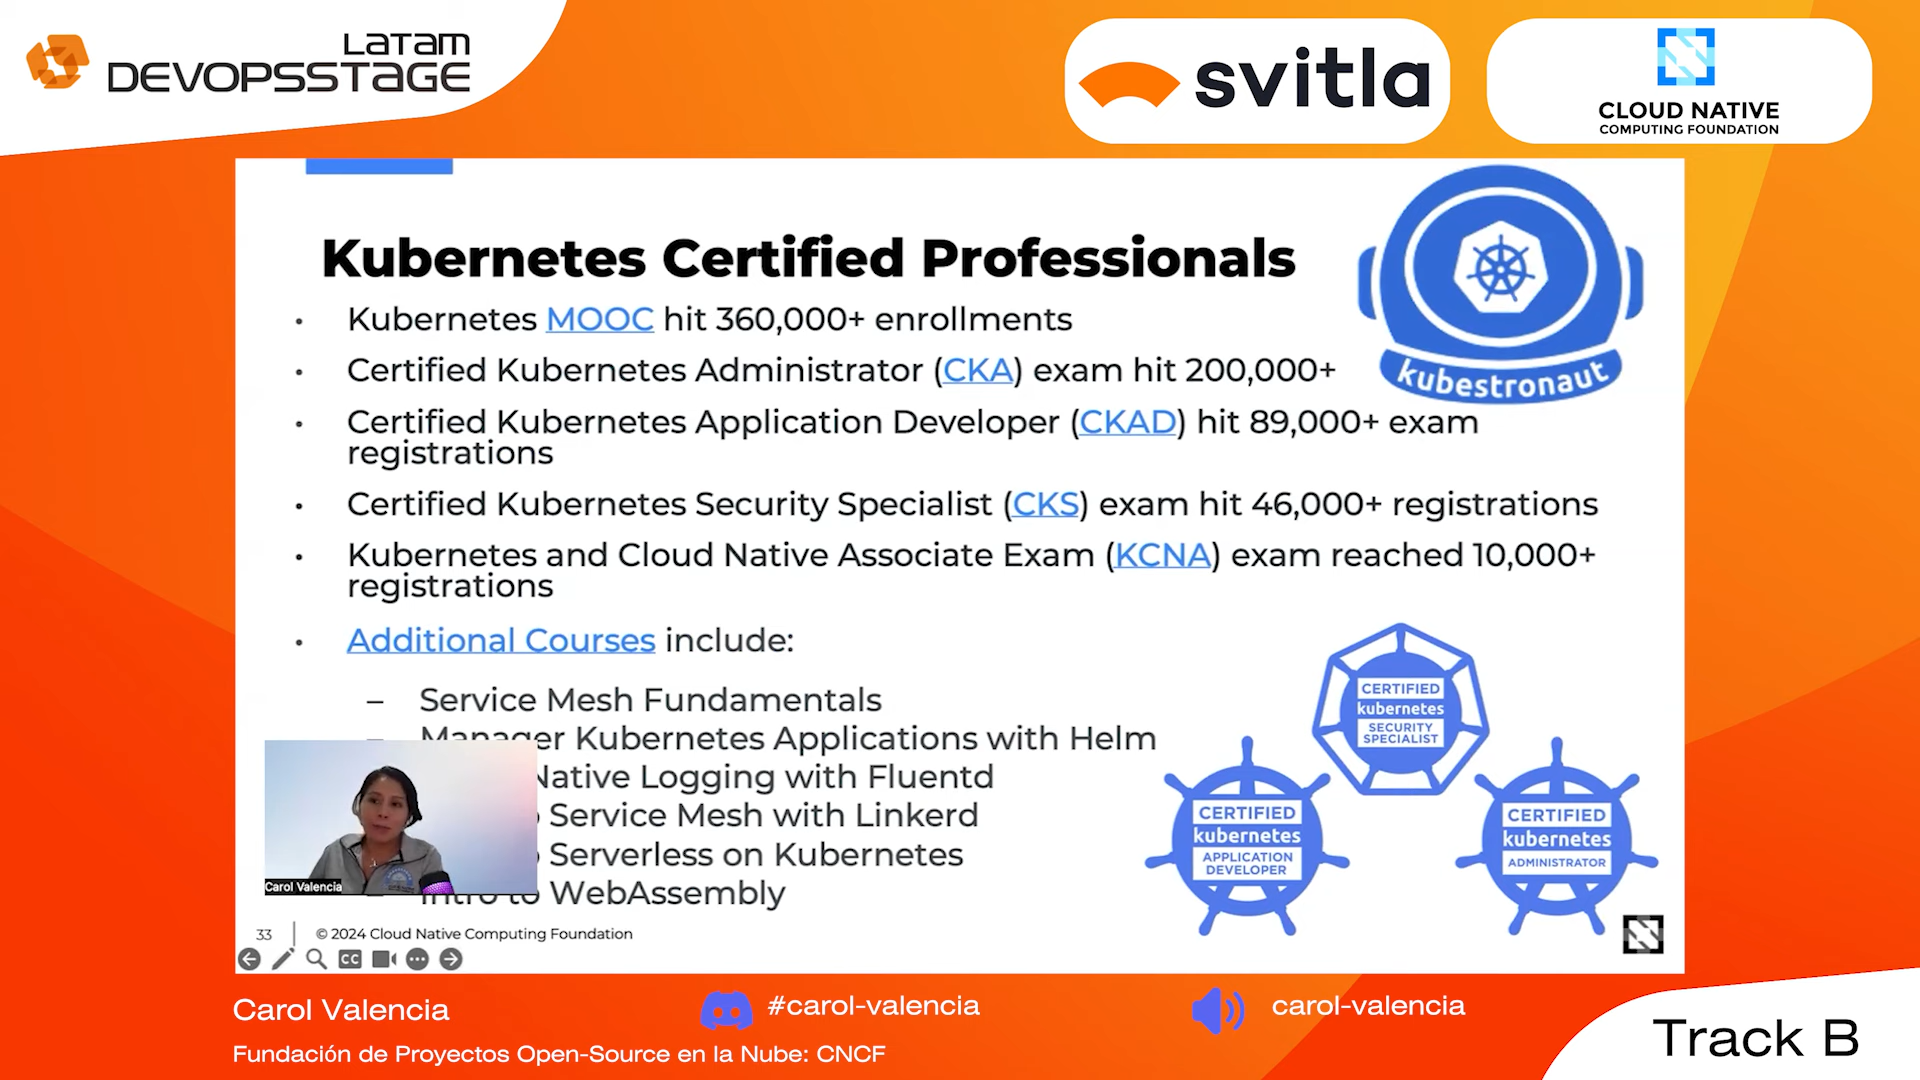 LATAM
DEVOPSSTAGE
svitla
CLOUD NATIVE
COMPUTING FOUNDATION
Kubernetes Certified Professionals
kubestronaut
• Kubernetes MOOC hit 360,000+ enrollments
• Certified Kubernetes Administrator (CKA) exam hit 200,000+
• Certified Kubernetes Application Developer (CKAD) hit 89,000+ exam
registrations
• Certified Kubernetes Security Specialist (CKS) exam hit 46,000+ registrations
• Kubernetes and Cloud Native Associate Exam (KCNA) exam reached 10,000+
registrations
• Additional Courses include:
– Service Mesh Fundamentals
– Manager Kubernetes Applications with Helm
Native Logging with Fluentd
Service Mesh with Linkerd
Serverless on Kubernetes
– Intro to WebAssembly
CERTIFIED
kubernetes
SECURITY
SPECIALIST
CERTIFIED
kubernetes
APPLICATION
DEVELOPER
CERTIFIED
kubernetes
ADMINISTRATOR
Carol Valencia
33
© 2024 Cloud Native Computing Foundation
CC
Carol Valencia
#carol-valencia
carol-valencia
Fundación de Proyectos Open-Source en la Nube: CNCF
Track B